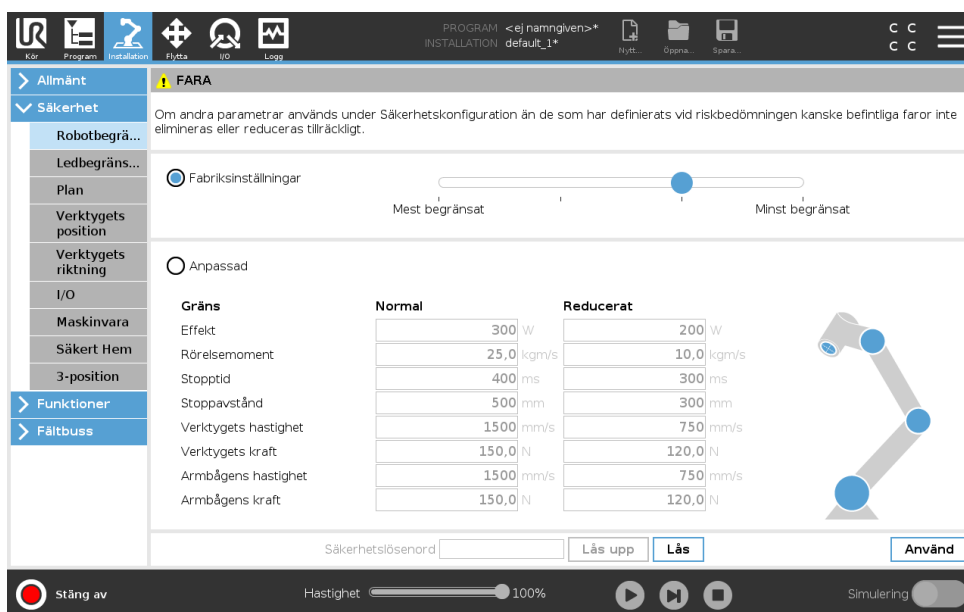 UR
Kör
Program
Installation
Flytta
I/O
Logg
PROGRAM <ej namngiven>*
INSTALLATION default_1*
Nytt...
Öppna...
Spara...
C C
C C
Allmänt
Säkerhet
Robotbegrä...
Ledbegräns...
Plan
Verktygets
position
Verktygets
riktning
I/O
Maskinvara
Säkert Hem
3-position
Funktioner
Fältbuss
FARA
Om andra parametrar används under Säkerhetskonfiguration än de som har definierats vid riskbedömningen kanske befintliga faror inte
elimineras eller reduceras tillräckligt.
Fabriksinställningar
Mest begränsat Minst begränsat
Anpassad
Gräns Normal Reducerat
Effekt 300 W 200 W
Rörelsemoment 25,0 kgm/s 10,0 kgm/s
Stopptid 400 ms 300 ms
Stoppavstånd 500 mm 300 mm
Verktygets hastighet 1500 mm/s 750 mm/s
Verktygets kraft 150,0 N 120,0 N
Armbågens hastighet 1500 mm/s 750 mm/s
Armbågens kraft 150,0 N 120,0 N
Säkerhetslösenord Lås upp Lås Använd
Stäng av Hastighet 100% Simulering